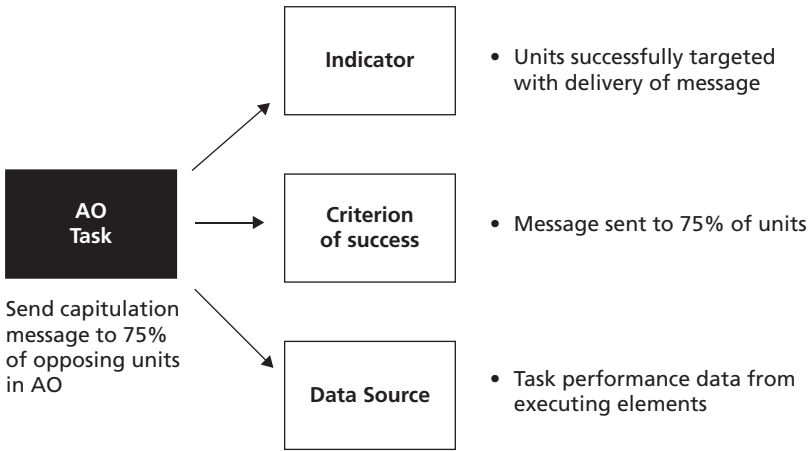 Indicator
• Units successfully targeted
with delivery of message
AO
Task
Send capitulation
message to 75%
of opposing units
in AO
Criterion
of success
• Message sent to 75% of units
Data Source
• Task performance data from
executing elements